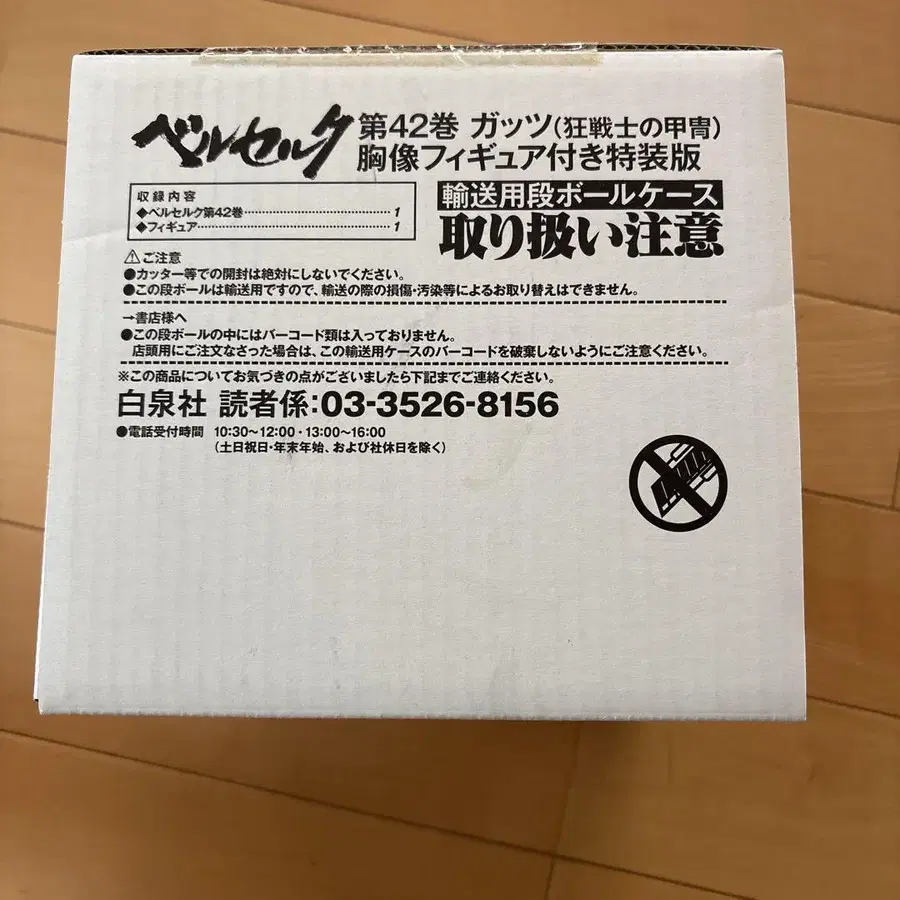 ベルセルク 第42巻 ガッツ(狂戦士の甲冑)
胸像フィギュア付き特装版
収録内容
◆ベルセルク第42巻……………………………1
◆フィギュア……………………………………1
輸送用段ボールケース
取り扱い注意
⚠ご注意
●カッター等での開封は絶対にしないでください。
●この段ボールは輸送用ですので、輸送の際の損傷・汚染等によるお取り替えはできません。
→書店様へ
●この段ボールの中にはバーコード類は入っておりません。
店頭用にご注文なさった場合は、この輸送用ケースのバーコードを破棄しないようにご注意ください。
※この商品についてお気づきの点がございましたら下記までご連絡ください。
白泉社 読者係:03-3526-8156
●電話受付時間 10:30〜12:00・13:00〜16:00
(土日祝日・年末年始、および社休日を除く)